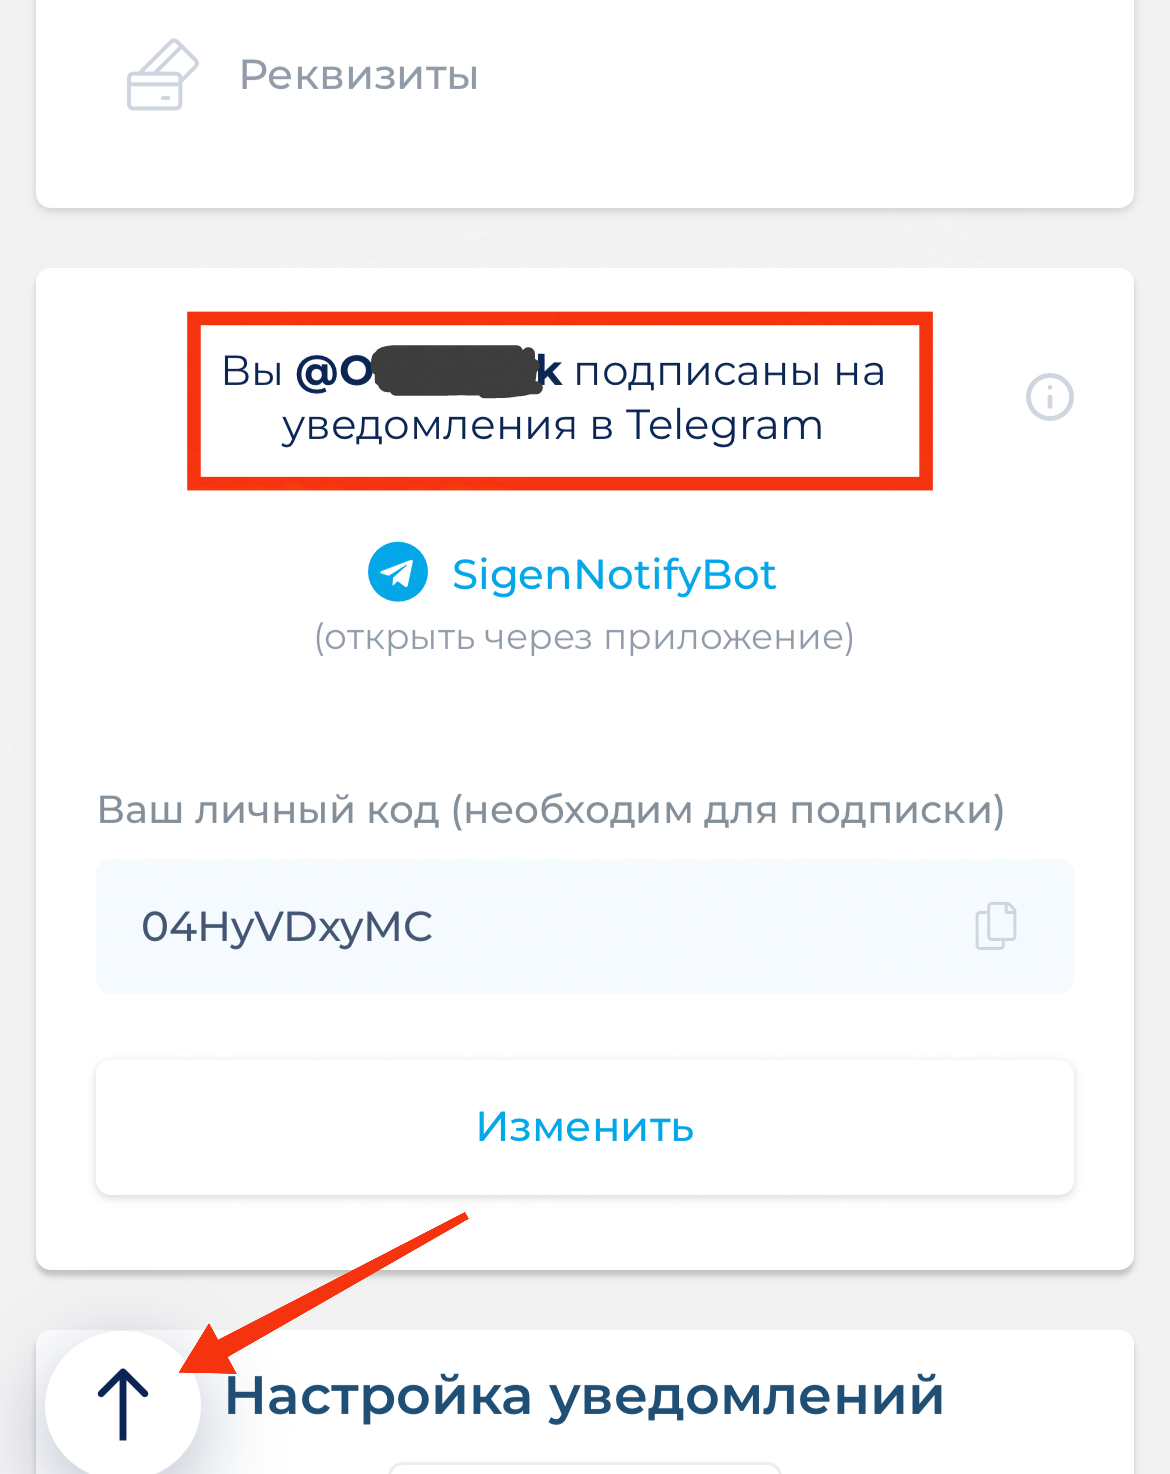 Реквизиты
Вы @O k подписаны на
уведомления в Telegram
SigenNotifyBot
(открыть через приложение)
Ваш личный код (необходим для подписки)
04HyVDxyMC
Изменить
Настройка уведомлений